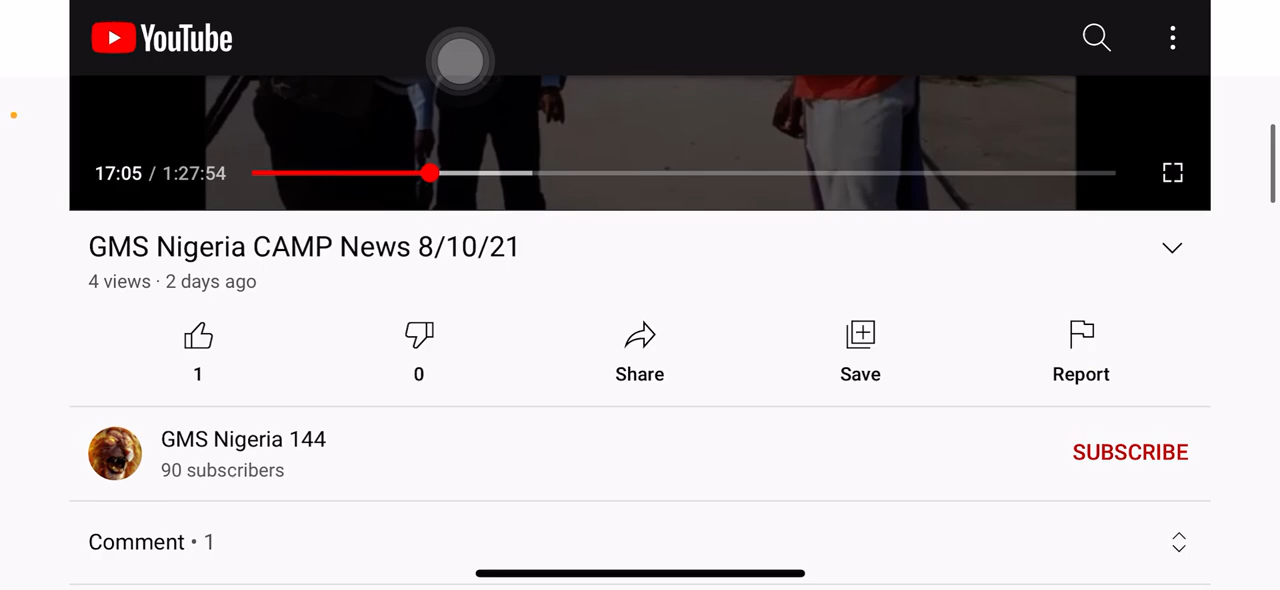 YouTube
17:05 / 1:27:54
GMS Nigeria CAMP News 8/10/21
4 views · 2 days ago
1
0
Share
Save
Report
GMS Nigeria 144
90 subscribers
SUBSCRIBE
Comment • 1